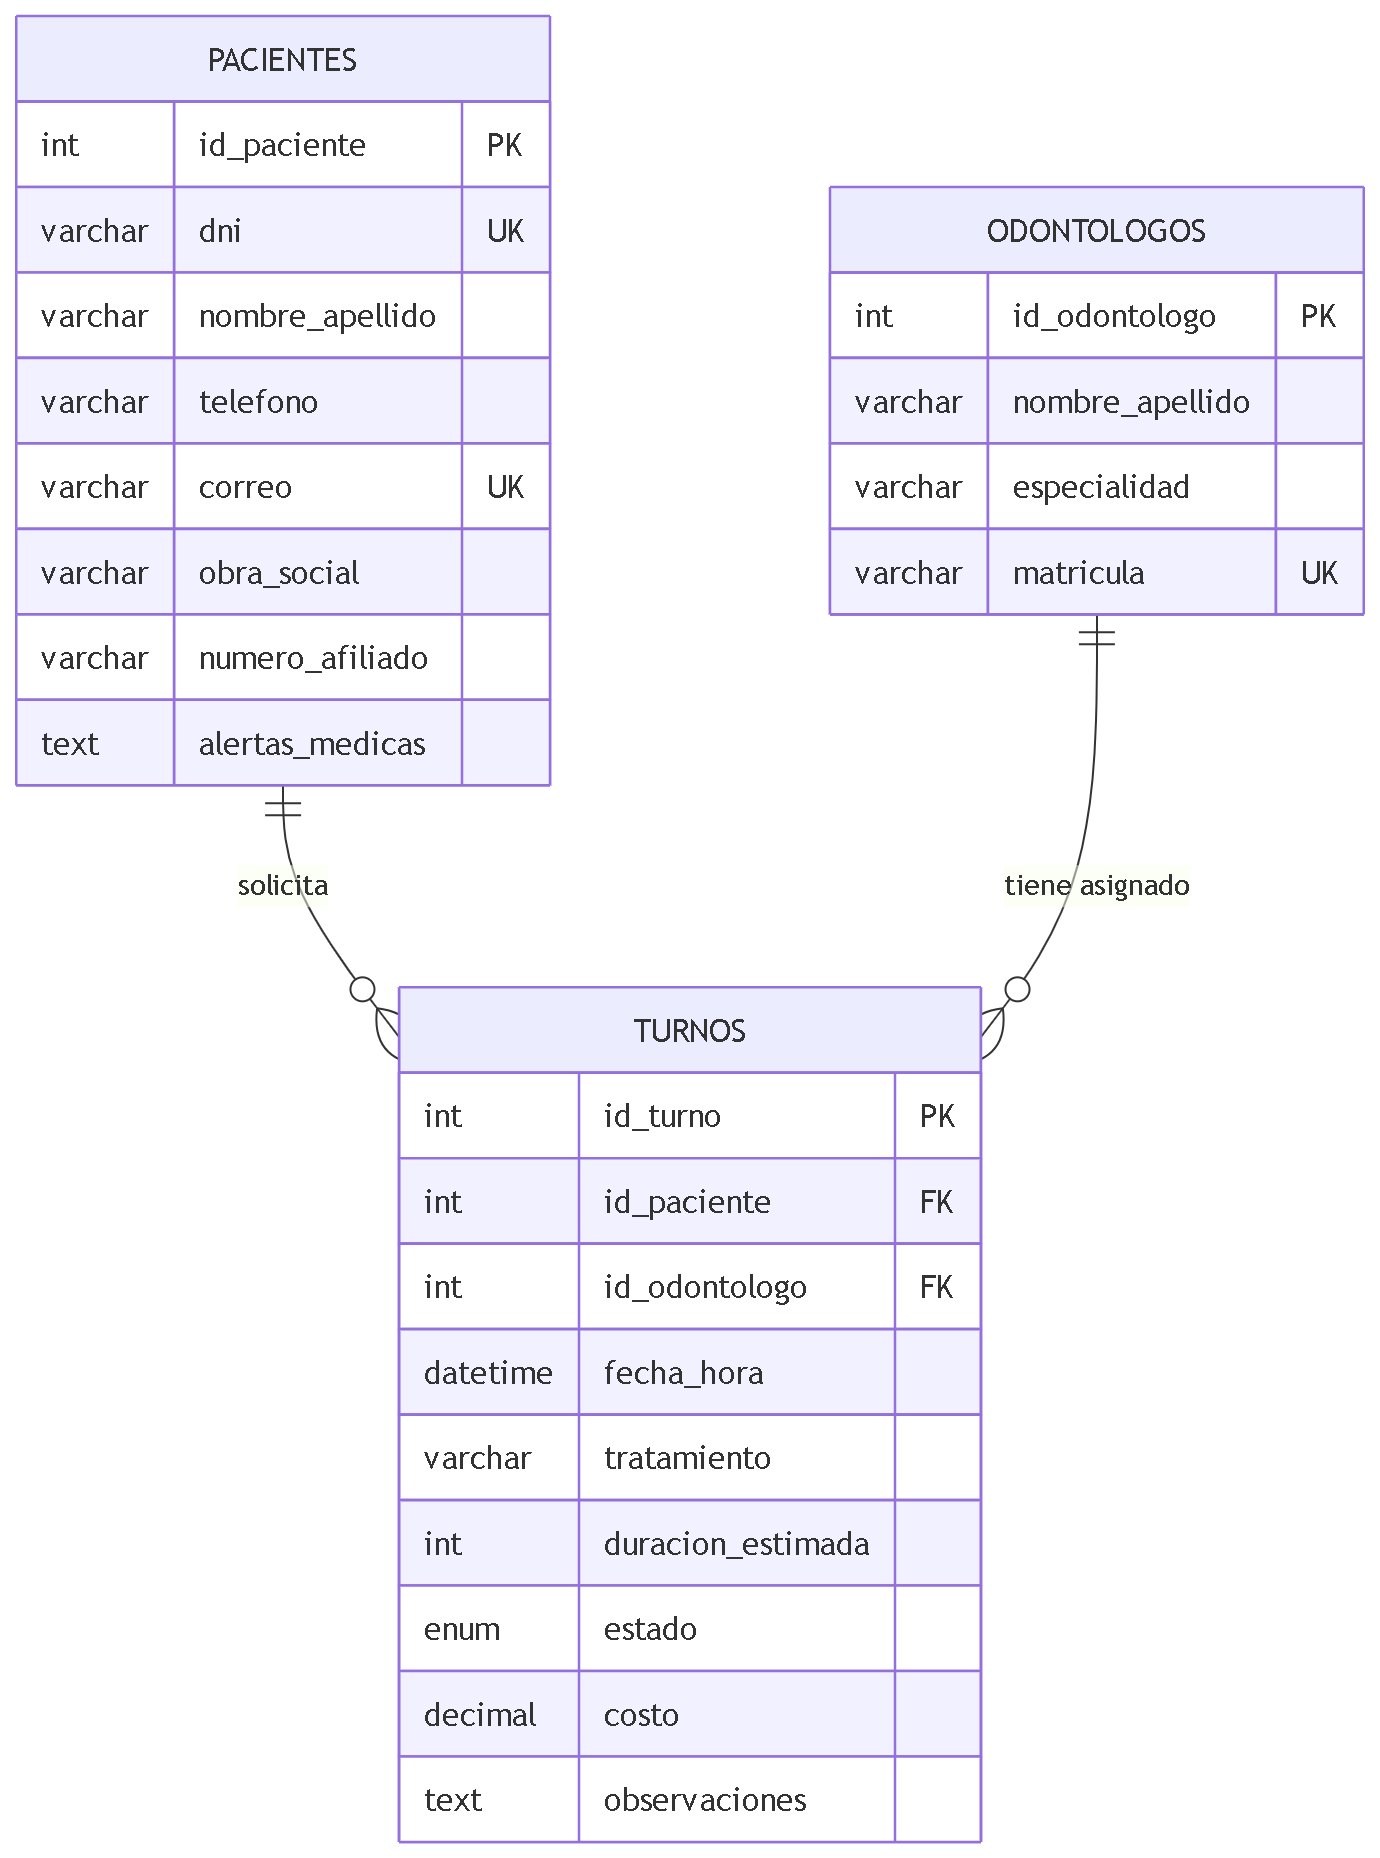 PACIENTES
int id_paciente PK
varchar dni UK
varchar nombre_apellido
varchar telefono
varchar correo UK
varchar obra_social
varchar numero_afiliado
text alertas_medicas
ODONTOLOGOS
int id_odontologo PK
varchar nombre_apellido
varchar especialidad
varchar matricula UK
solicita
tiene asignado
TURNOS
int id_turno PK
int id_paciente FK
int id_odontologo FK
datetime fecha_hora
varchar tratamiento
int duracion_estimada
enum estado
decimal costo
text observaciones